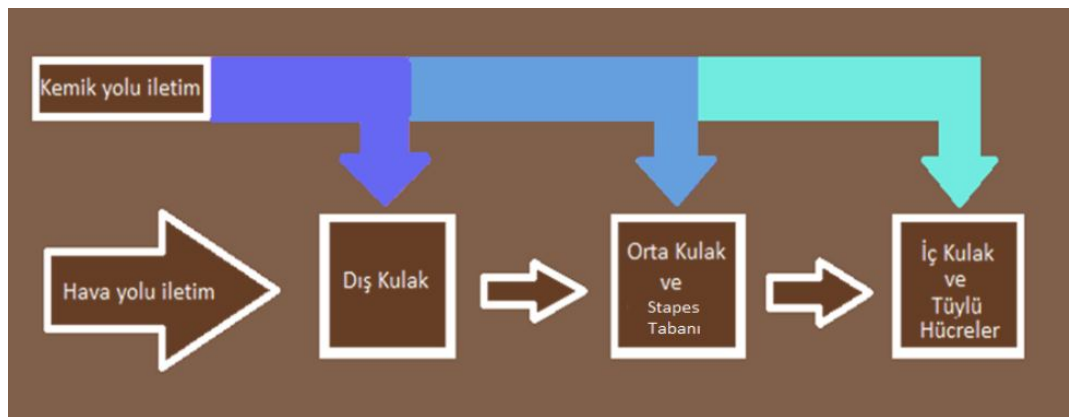 Kemik yolu iletim
Hava yolu iletim
Dış Kulak
Orta Kulak
ve
Stapes
Tabanı
İç Kulak
ve
Tüylü
Hücreler